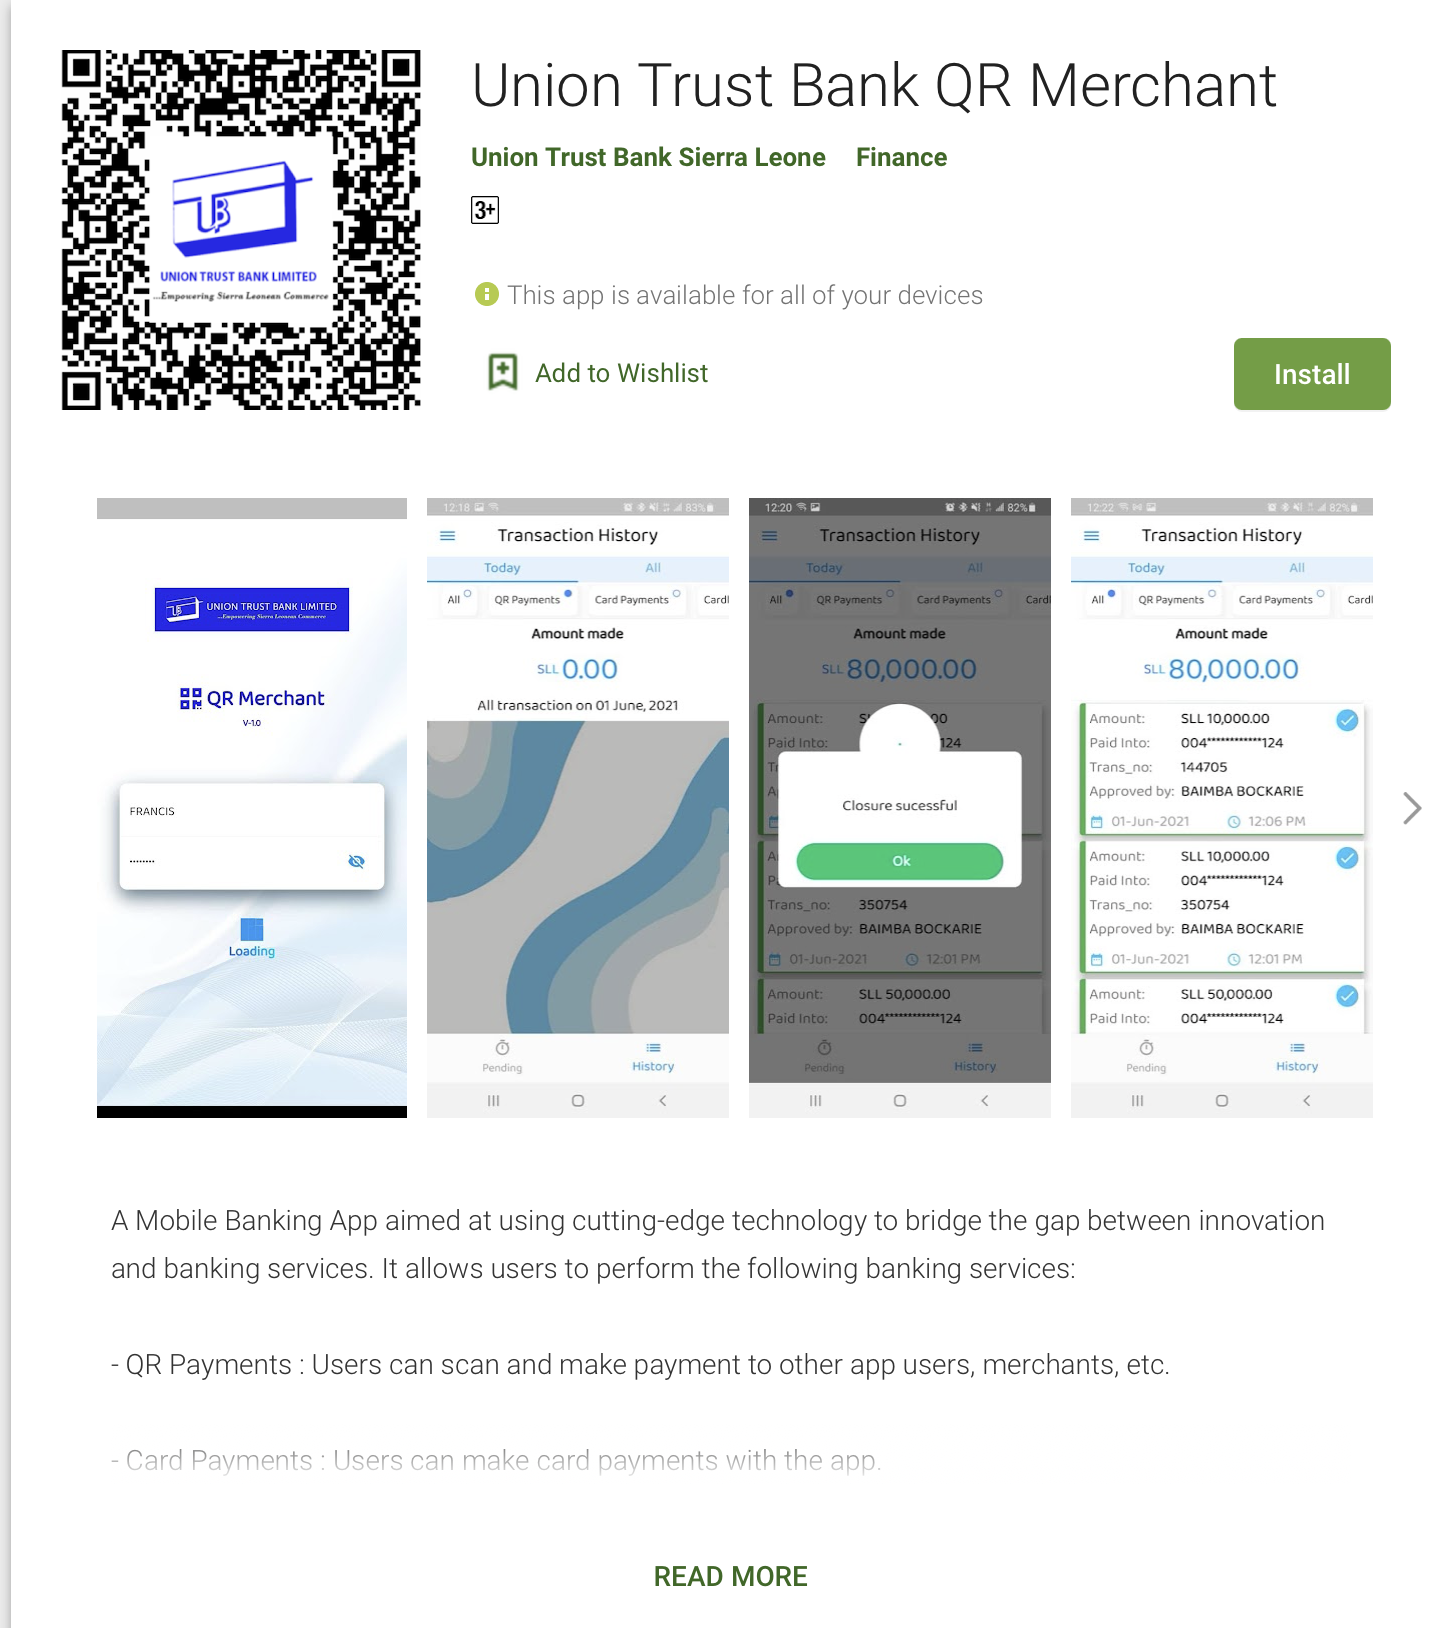 Union Trust Bank QR Merchant
Union Trust Bank Sierra Leone Finance
3+
UNION TRUST BANK LIMITED
...Empowering Sierra Leonean Commerce
This app is available for all of your devices
Add to Wishlist
Install
UNION TRUST BANK LIMITED
...Empowering Sierra Leonean Commerce
QR Merchant
V-1.0
FRANCIS
........
Loading
12:18 83%
Transaction History
Today All
All QR Payments Card Payments Cardl
Amount made
SLL 0.00
All transaction on 01 June, 2021
Pending History
12:20 82%
Transaction History
Today All
All QR Payments Card Payments Cardl
Amount made
SLL 80,000.00
Amount: S 00
Paid Into: 124
Closure sucessful
Ok
Trans_no: 350754
Approved by: BAIMBA BOCKARIE
01-Jun-2021 12:01 PM
Amount: SLL 50,000.00
Paid Into: 004************124
Pending History
12:22 82%
Transaction History
Today All
All QR Payments Card Payments Cardl
Amount made
SLL 80,000.00
Amount: SLL 10,000.00
Paid Into: 004************124
Trans_no: 144705
Approved by: BAIMBA BOCKARIE
01-Jun-2021 12:06 PM
Amount: SLL 10,000.00
Paid Into: 004************124
Trans_no: 350754
Approved by: BAIMBA BOCKARIE
01-Jun-2021 12:01 PM
Amount: SLL 50,000.00
Paid Into: 004************124
Pending History
A Mobile Banking App aimed at using cutting-edge technology to bridge the gap between innovation
and banking services. It allows users to perform the following banking services:
- QR Payments : Users can scan and make payment to other app users, merchants, etc.
- Card Payments : Users can make card payments with the app.
READ MORE